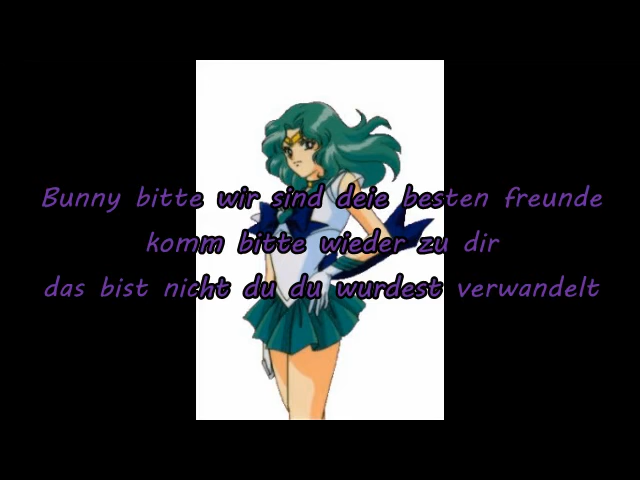 Bunny bitte wir sind deie besten freunde
komm bitte wieder zu dir
das bist nicht du du wurdest verwandelt